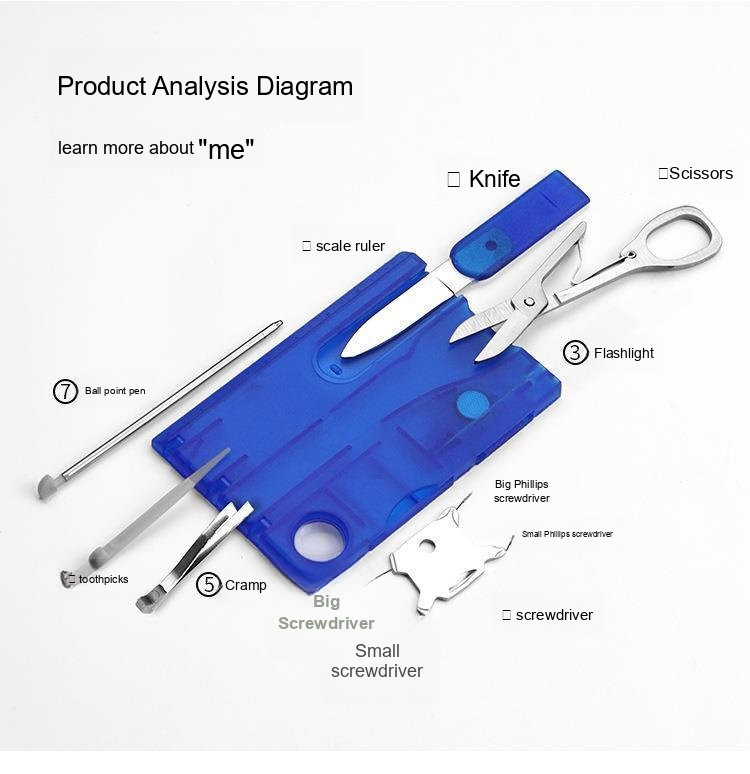 Product Analysis Diagram
learn more about "me"
□ Knife
□Scissors
□ scale ruler
③ Flashlight
⑦ Ball point pen
Big Phillips
screwdriver
Small Phillips screwdriver
□ toothpicks
⑤ Cramp
Big
Screwdriver
□ screwdriver
Small
screwdriver